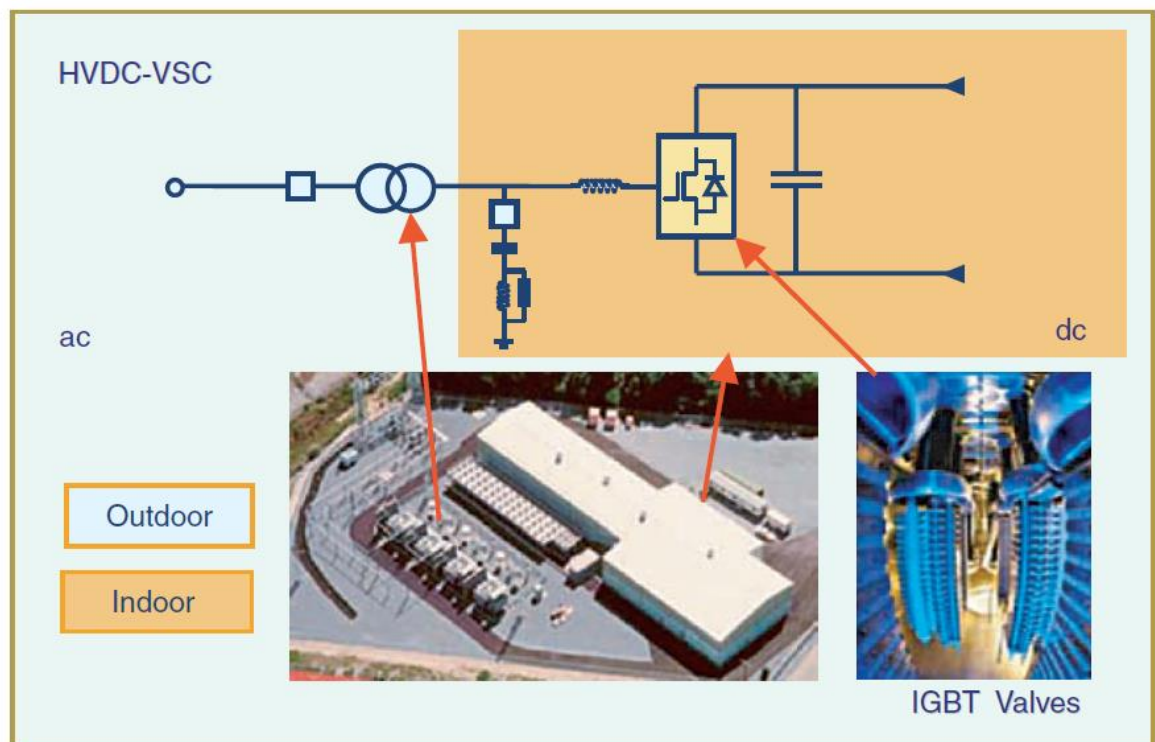 HVDC-VSC
ac
dc
Outdoor
Indoor
IGBT Valves